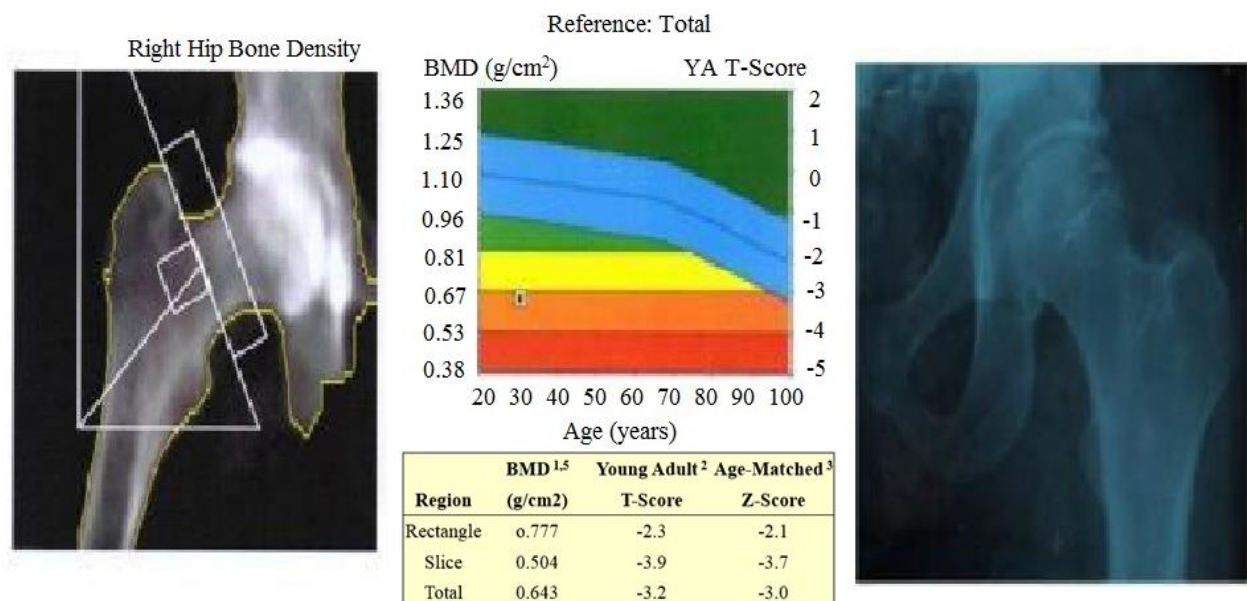 Reference: Total
Right Hip Bone Density
BMD (g/cm²) YA T-Score
1.36 2
1.25 1
1.10 0
0.96 -1
0.81 -2
0.67 -3
0.53 -4
0.38 -5
20 30 40 50 60 70 80 90 100
Age (years)
BMD 1,5 Young Adult 2 Age-Matched 3
Region (g/cm2) T-Score Z-Score
Rectangle o.777 -2.3 -2.1
Slice 0.504 -3.9 -3.7
Total 0.643 -3.2 -3.0